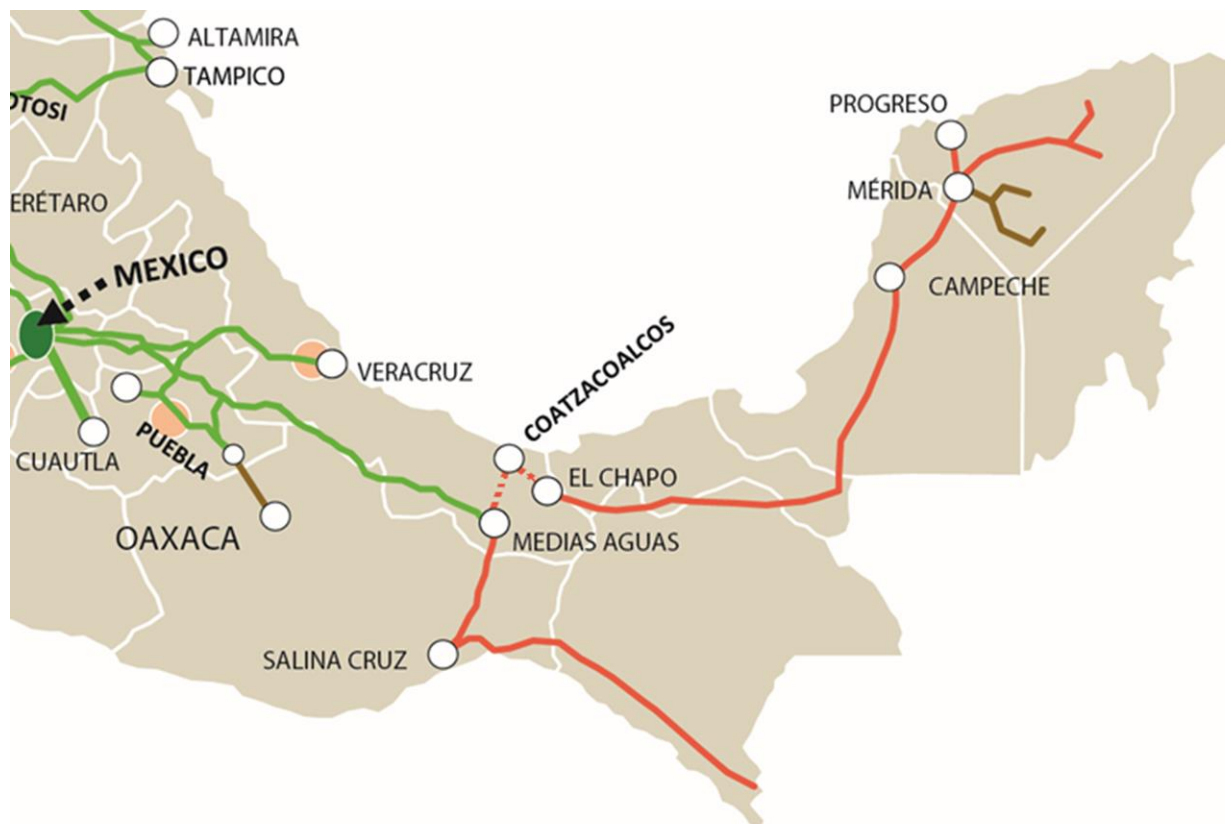 ALTAMIRA
TAMPICO
OTOSI
PROGRESO
MÉRIDA
ERÉTARO
MEXICO
CAMPECHE
VERACRUZ
COATZACOALCOS
CUAUTLA
PUEBLA
EL CHAPO
OAXACA
MEDIAS AGUAS
SALINA CRUZ